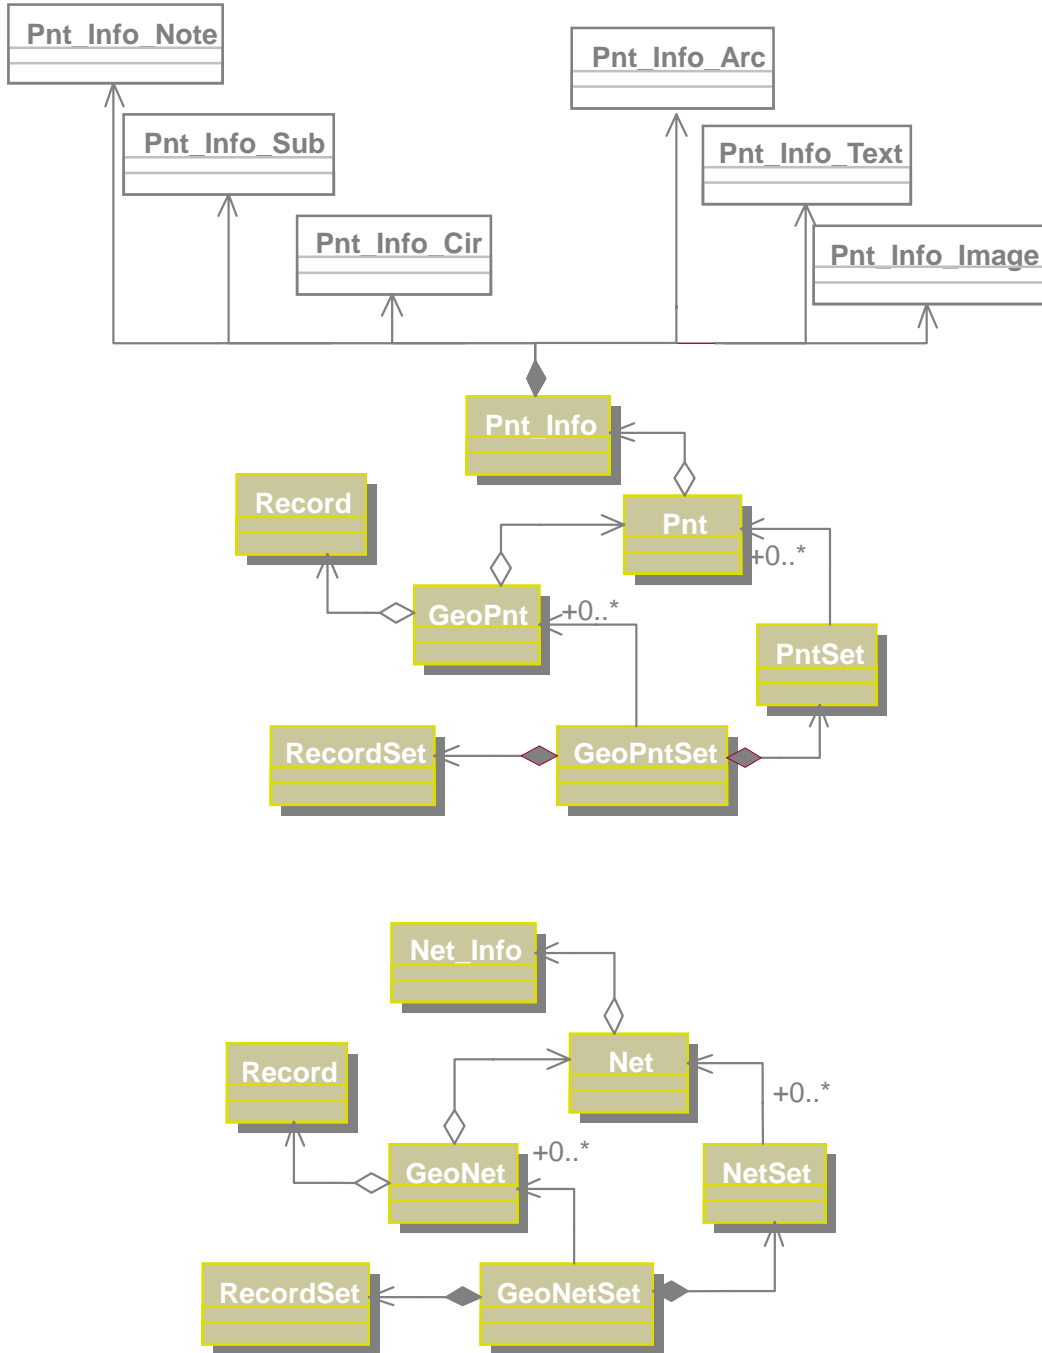 Pnt_Info_Note
Pnt_Info_Arc
Pnt_Info_Sub
Pnt_Info_Text
Pnt_Info_Cir
Pnt_Info_Image
Pnt_Info
Record
Pnt
+0..*
GeoPnt
+0..*
PntSet
RecordSet
GeoPntSet
Net_Info
Record
Net
+0..*
GeoNet
+0..*
NetSet
RecordSet
GeoNetSet